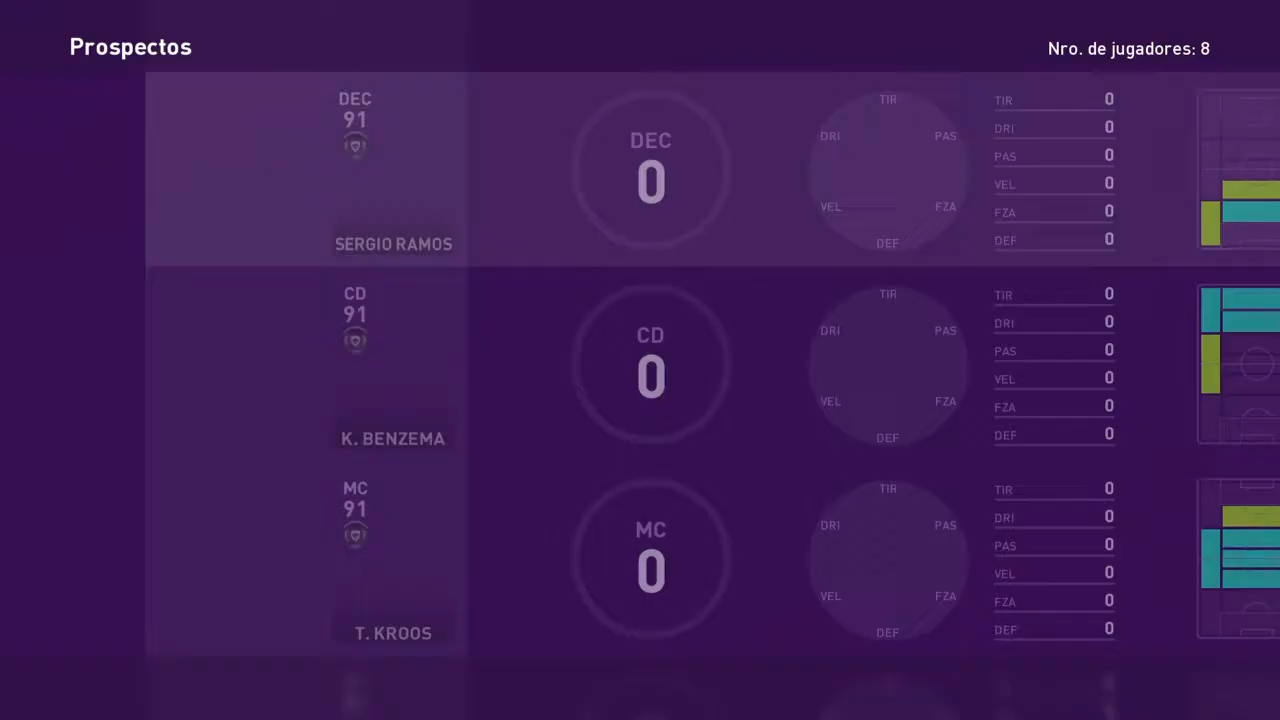 Prospectos
Nro. de jugadores: 8
DEC
91
SERGIO RAMOS
DEC
0
TIR
DRI
PAS
VEL
FZA
DEF
TIR 0
DRI 0
PAS 0
VEL 0
FZA 0
DEF 0
CD
91
K. BENZEMA
CD
0
TIR
DRI
PAS
VEL
FZA
DEF
TIR 0
DRI 0
PAS 0
VEL 0
FZA 0
DEF 0
MC
91
T. KROOS
MC
0
TIR
DRI
PAS
VEL
FZA
DEF
TIR 0
DRI 0
PAS 0
VEL 0
FZA 0
DEF 0